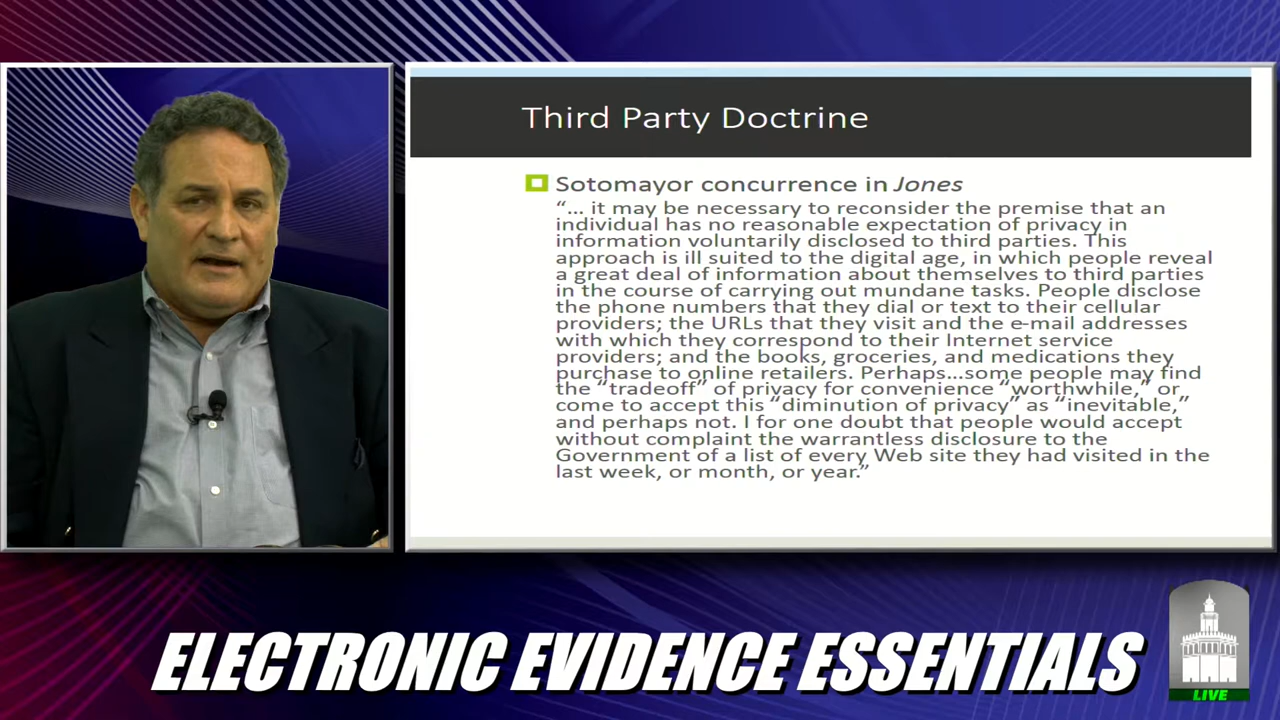 Third Party Doctrine
Sotomayor concurrence in Jones
“... it may be necessary to reconsider the premise that an
individual has no reasonable expectation of privacy in
information voluntarily disclosed to third parties. This
approach is ill suited to the digital age, in which people reveal
a great deal of information about themselves to third parties
in the course of carrying out mundane tasks. People disclose
the phone numbers that they dial or text to their cellular
providers; the URLs that they visit and the e-mail addresses
with which they correspond to their Internet service
providers; and the books, groceries, and medications they
purchase to online retailers. Perhaps...some people may find
the “tradeoff” of privacy for convenience “worthwhile,” or
come to accept this “diminution of privacy” as “inevitable,”
and perhaps not. I for one doubt that people would accept
without complaint the warrantless disclosure to the
Government of a list of every Web site they had visited in the
last week, or month, or year.”
ELECTRONIC EVIDENCE ESSENTIALS
LIVE